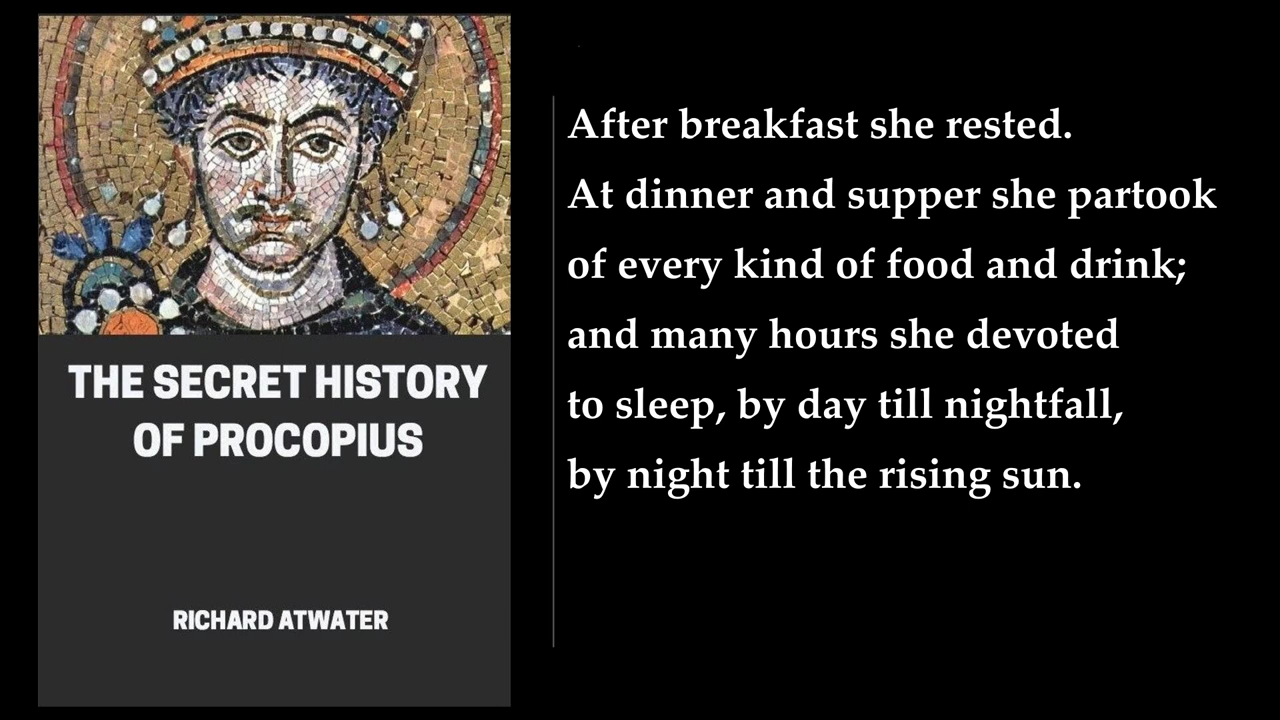 THE SECRET HISTORY
OF PROCOPIUS
RICHARD ATWATER
After breakfast she rested.
At dinner and supper she partook
of every kind of food and drink;
and many hours she devoted
to sleep, by day till nightfall,
by night till the rising sun.